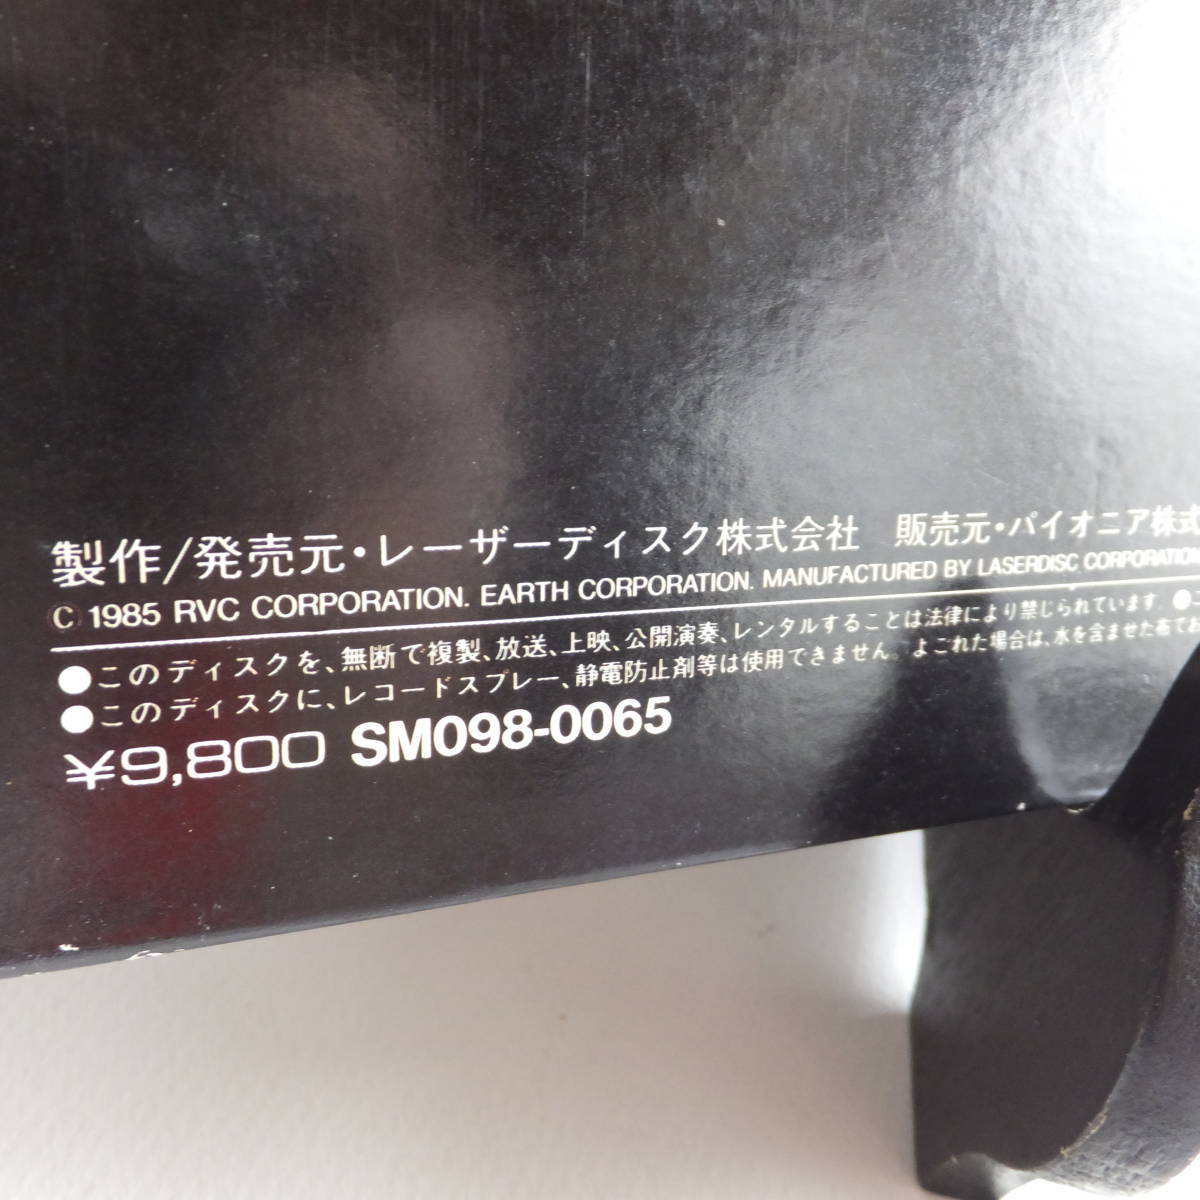 製作/発売元・レーザーディスク株式会社 販売元・パイオニア株式
Ⓒ 1985 RVC CORPORATION. EARTH CORPORATION. MANUFACTURED BY LASERDISC CORPORATION
●このディスクを、無断で複製、放送、上映、公開演奏、レンタルすることは法律により禁じられています。●
●このディスクに、レコードスプレー、静電防止剤等は使用できません。よごれた場合は、水を含ませた布で
¥9,800 SM098-0065